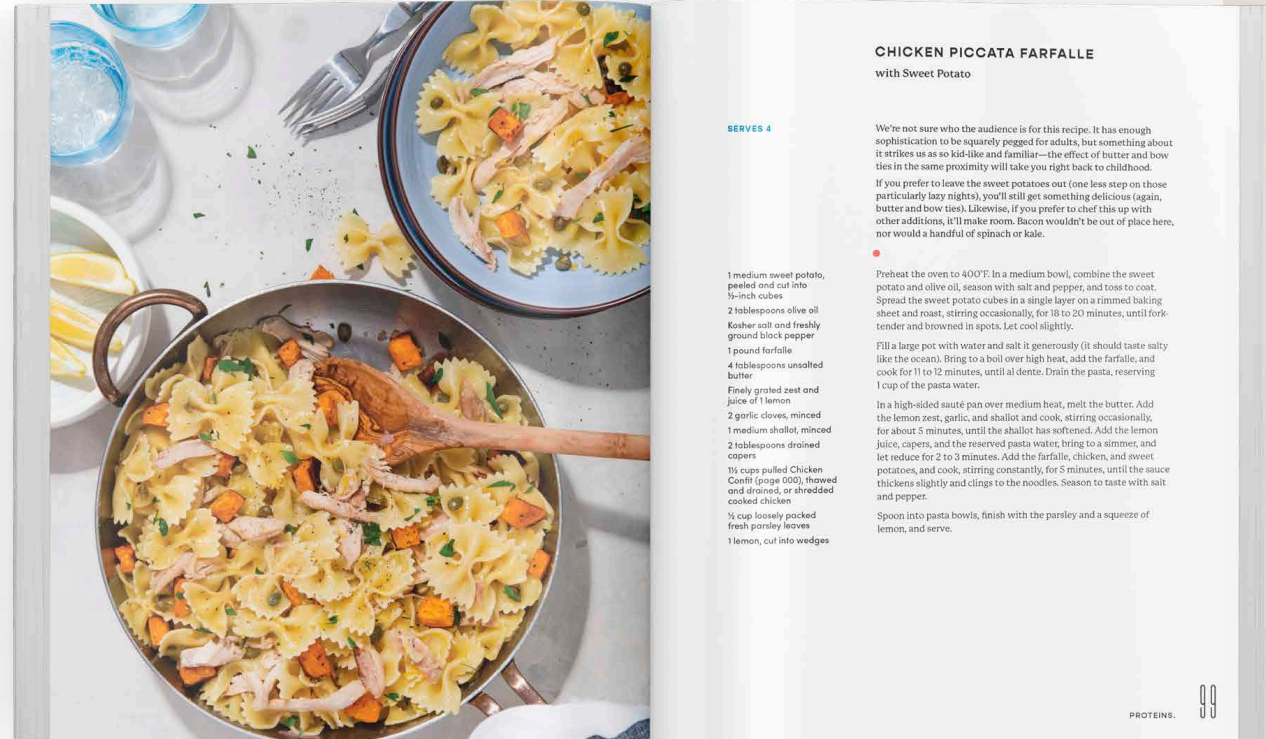 CHICKEN PICCATA FARFALLE
with Sweet Potato
SERVES 4
We're not sure who the audience is for this recipe. It has enough
sophistication to be squarely pegged for adults, but something about
it strikes us as so kid-like and familiar—the effect of butter and bow
ties in the same proximity will take you right back to childhood.
If you prefer to leave the sweet potatoes out (one less step on those
particularly lazy nights), you'll still get something delicious (again,
butter and bow ties). Likewise, if you prefer to chef this up with
other additions, it'll make room. Bacon wouldn't be out of place here,
nor would a handful of spinach or kale.
1 medium sweet potato,
peeled and cut into
½-inch cubes
2 tablespoons olive oil
Kosher salt and freshly
ground black pepper
1 pound farfalle
4 tablespoons unsalted
butter
Finely grated zest and
juice of 1 lemon
2 garlic cloves, minced
1 medium shallot, minced
2 tablespoons drained
capers
1½ cups pulled Chicken
Confit (page 000), thawed
and drained, or shredded
cooked chicken
½ cup loosely packed
fresh parsley leaves
1 lemon, cut into wedges
Preheat the oven to 400°F. In a medium bowl, combine the sweet
potato and olive oil, season with salt and pepper, and toss to coat.
Spread the sweet potato cubes in a single layer on a rimmed baking
sheet and roast, stirring occasionally, for 18 to 20 minutes, until fork-
tender and browned in spots. Let cool slightly.
Fill a large pot with water and salt it generously (it should taste salty
like the ocean). Bring to a boil over high heat, add the farfalle, and
cook for 11 to 12 minutes, until al dente. Drain the pasta, reserving
1 cup of the pasta water.
In a high-sided sauté pan over medium heat, melt the butter. Add
the lemon zest, garlic, and shallot and cook, stirring occasionally,
for about 5 minutes, until the shallot has softened. Add the lemon
juice, capers, and the reserved pasta water, bring to a simmer, and
let reduce for 2 to 3 minutes. Add the farfalle, chicken, and sweet
potatoes, and cook, stirring constantly, for 5 minutes, until the sauce
thickens slightly and clings to the noodles. Season to taste with salt
and pepper.
Spoon into pasta bowls, finish with the parsley and a squeeze of
lemon, and serve.
PROTEINS.
99